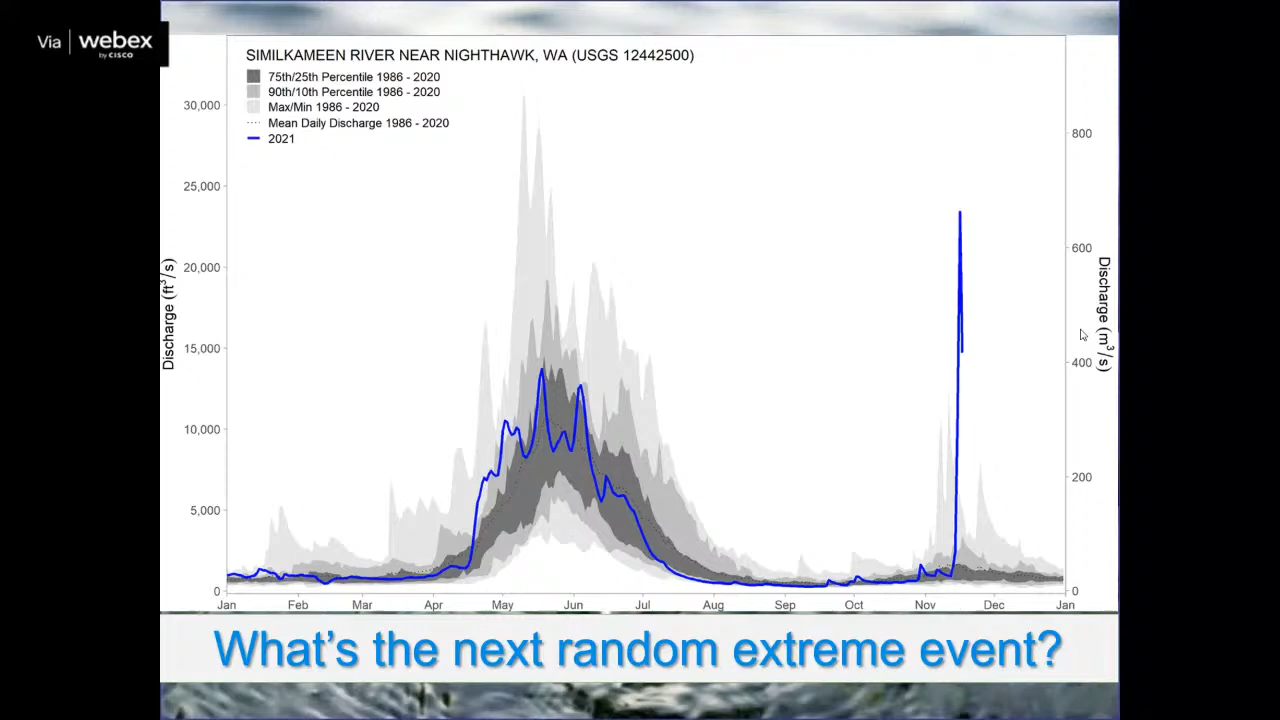 Via | webex
by CISCO
SIMILKAMEEN RIVER NEAR NIGHTHAWK, WA (USGS 12442500)
75th/25th Percentile 1986 - 2020
90th/10th Percentile 1986 - 2020
Max/Min 1986 - 2020
Mean Daily Discharge 1986 - 2020
2021
30,000
25,000
20,000
15,000
10,000
5,000
0
Discharge (ft³/s)
800
600
400
200
0
Discharge (m³/s)
Jan Feb Mar Apr May Jun Jul Aug Sep Oct Nov Dec Jan
What's the next random extreme event?